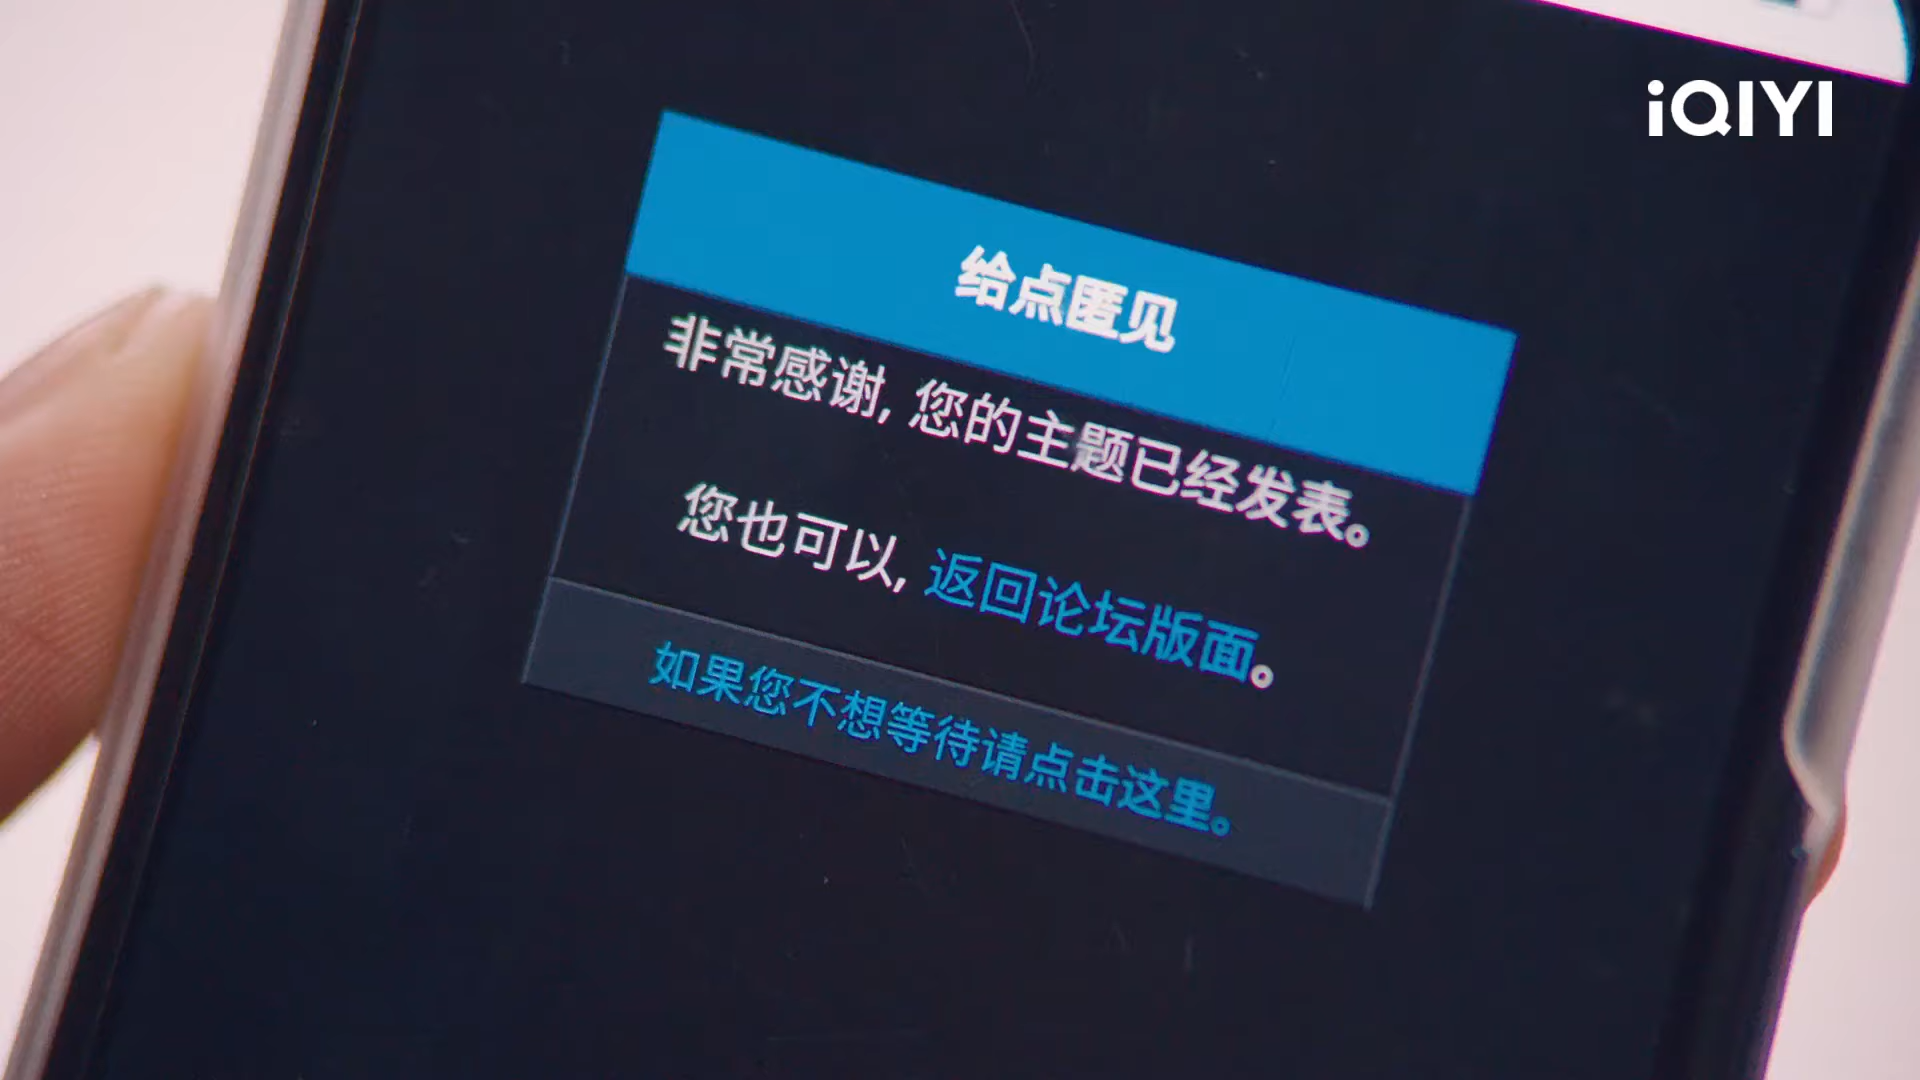 iQIYI
给点匿见
非常感谢, 您的主题已经发表。
您也可以, 返回论坛版面。
如果您不想等待请点击这里。